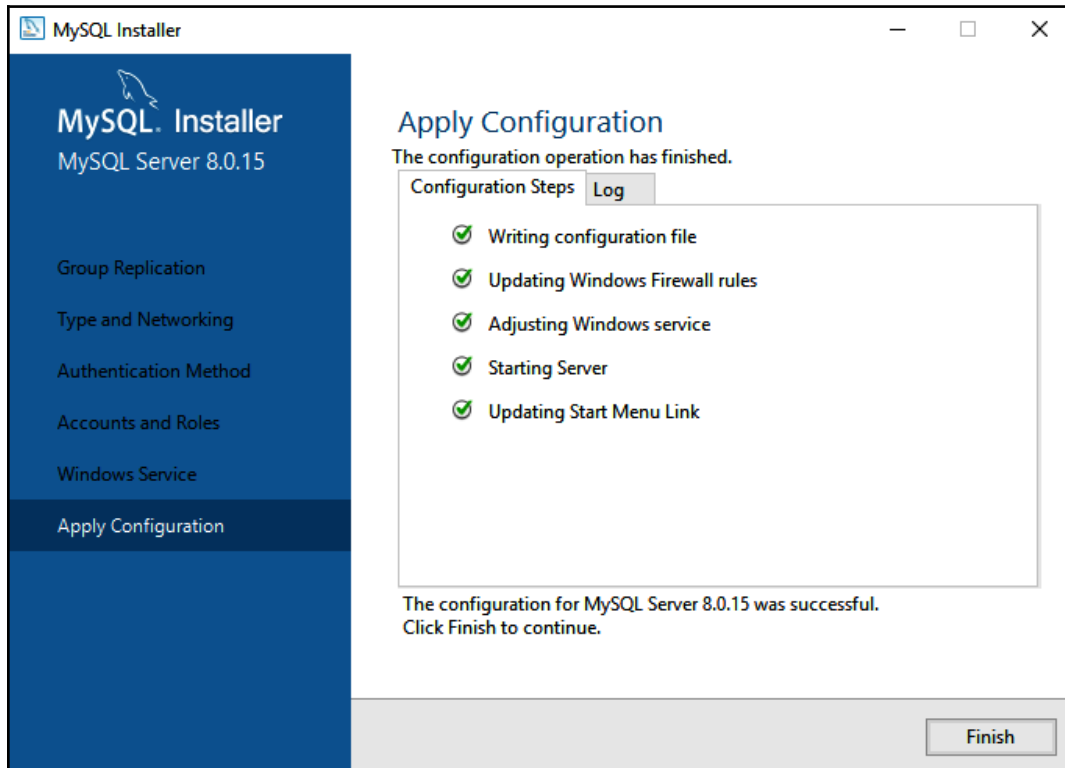 MySQL Installer
MySQL. Installer
MySQL Server 8.0.15
Group Replication
Type and Networking
Authentication Method
Accounts and Roles
Windows Service
Apply Configuration
Apply Configuration
The configuration operation has finished.
Configuration Steps Log
Writing configuration file
Updating Windows Firewall rules
Adjusting Windows service
Starting Server
Updating Start Menu Link
The configuration for MySQL Server 8.0.15 was successful.
Click Finish to continue.
Finish